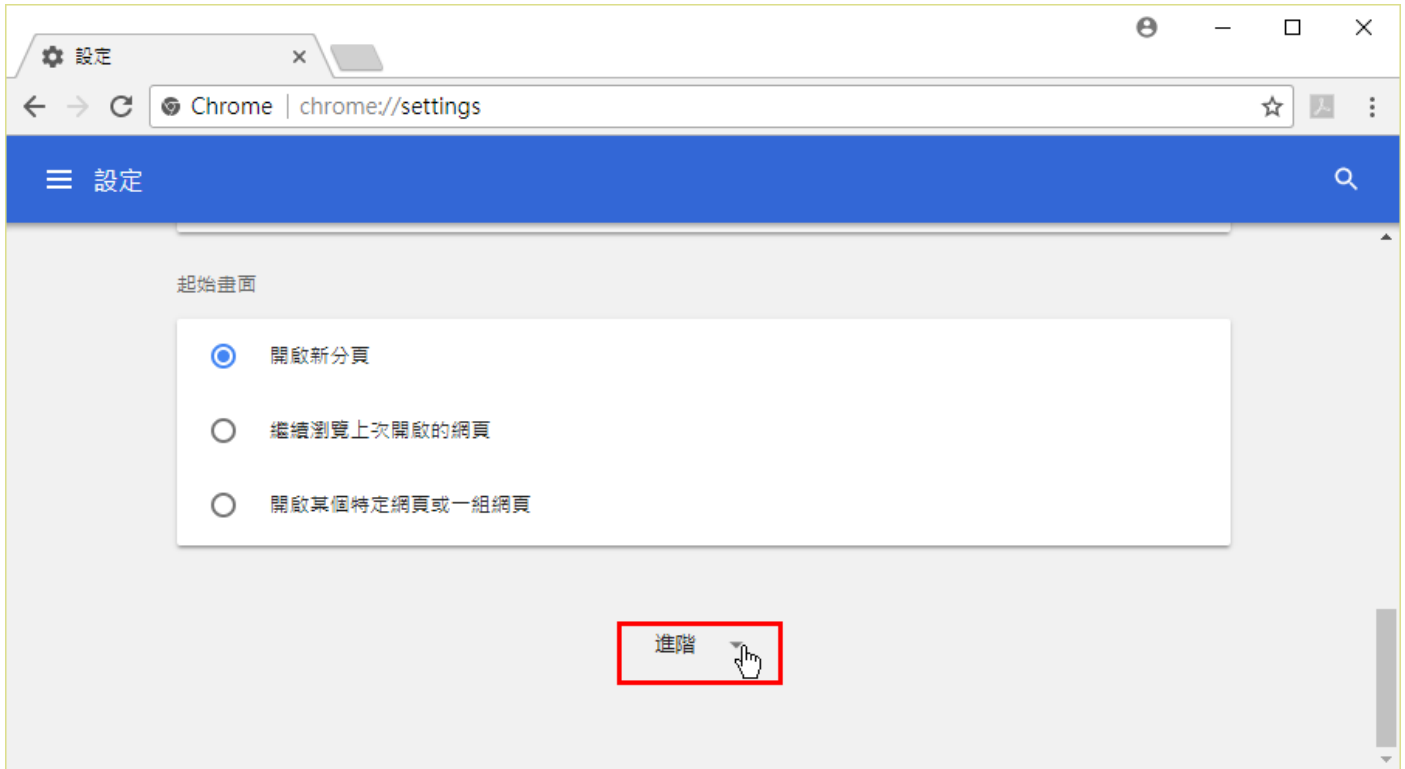 設定
Chrome | chrome://settings
設定
起始畫面
開啟新分頁
繼續瀏覽上次開啟的網頁
開啟某個特定網頁或一組網頁
進階